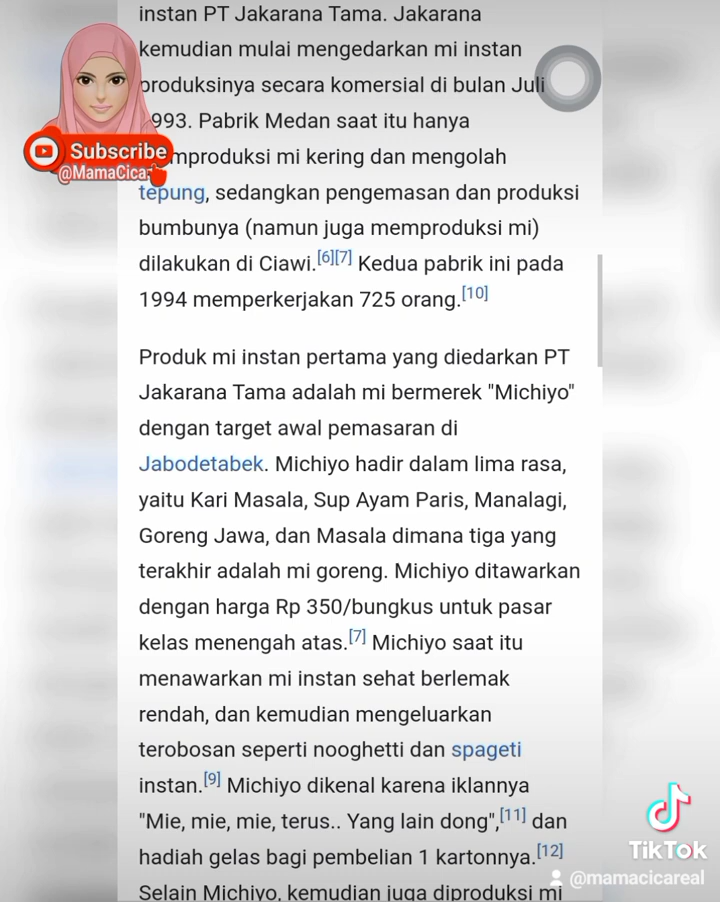 instan PT Jakarana Tama. Jakarana
kemudian mulai mengedarkan mi instan
produksinya secara komersial di bulan Juli
993. Pabrik Medan saat itu hanya
mproduksi mi kering dan mengolah
tepung, sedangkan pengemasan dan produksi
bumbunya (namun juga memproduksi mi)
dilakukan di Ciawi.[6][7] Kedua pabrik ini pada
1994 memperkerjakan 725 orang.[10]
Produk mi instan pertama yang diedarkan PT
Jakarana Tama adalah mi bermerek "Michiyo"
dengan target awal pemasaran di
Jabodetabek. Michiyo hadir dalam lima rasa,
yaitu Kari Masala, Sup Ayam Paris, Manalagi,
Goreng Jawa, dan Masala dimana tiga yang
terakhir adalah mi goreng. Michiyo ditawarkan
dengan harga Rp 350/bungkus untuk pasar
kelas menengah atas.[7] Michiyo saat itu
menawarkan mi instan sehat berlemak
rendah, dan kemudian mengeluarkan
terobosan seperti nooghetti dan spageti
instan.[9] Michiyo dikenal karena iklannya
"Mie, mie, mie, terus.. Yang lain dong",[11] dan
hadiah gelas bagi pembelian 1 kartonnya.[12]
Selain Michiyo, kemudian juga diproduksi mi
Subscribe
@MamaCica
TikTok
@mamacicareal